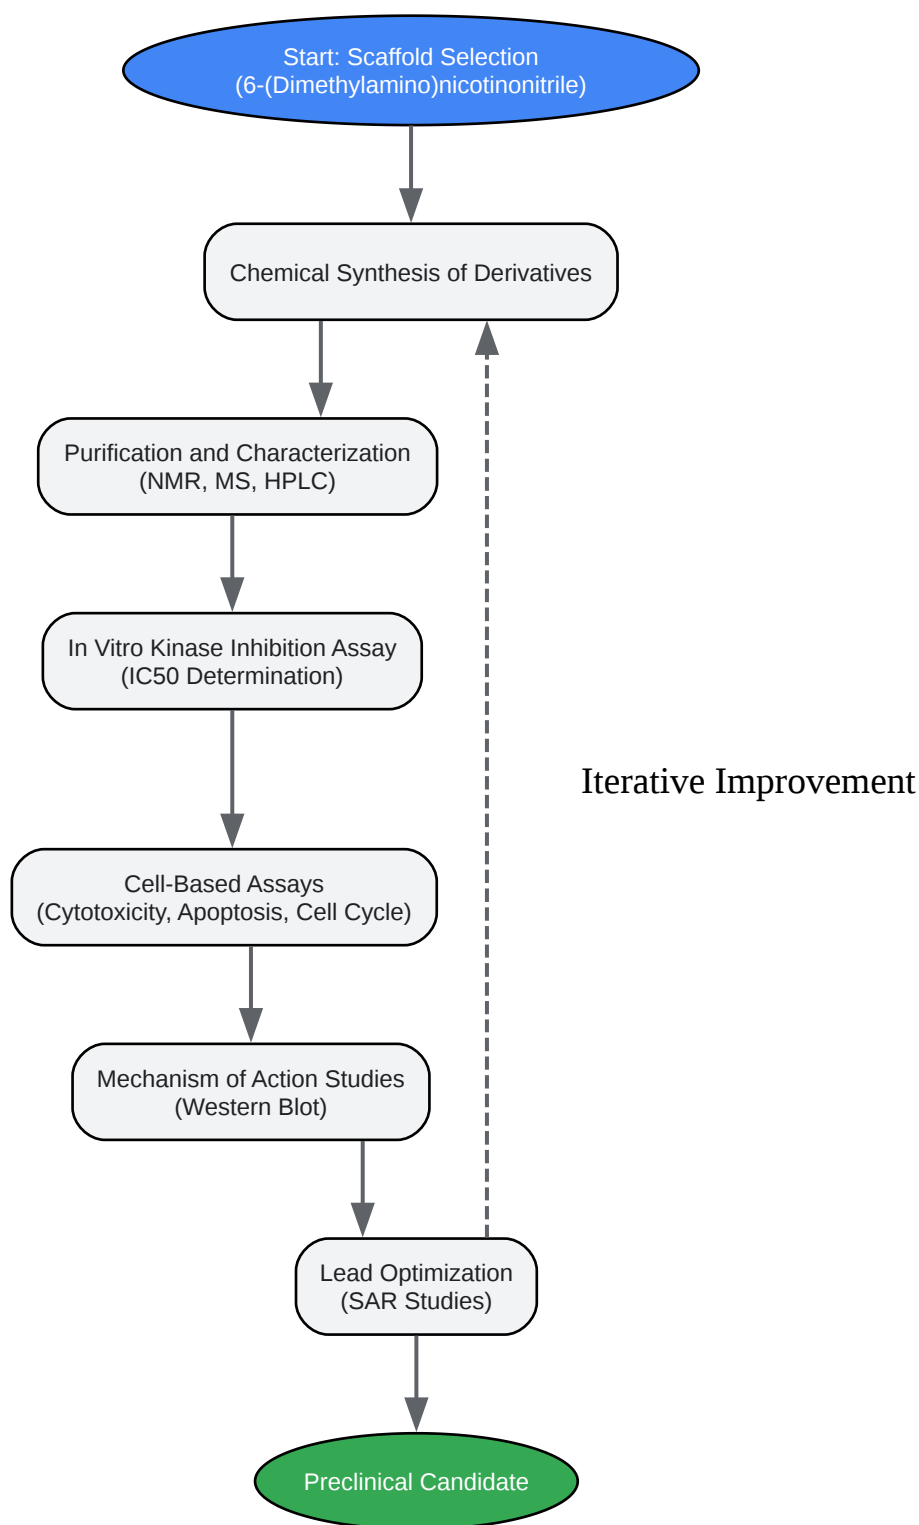 Start: Scaffold Selection
(6-(Dimethylamino)nicotinonitrile)
Chemical Synthesis of Derivatives
Purification and Characterization
(NMR, MS, HPLC)
In Vitro Kinase Inhibition Assay
(IC50 Determination)
Iterative Improvement
Cell-Based Assays
(Cytotoxicity, Apoptosis, Cell Cycle)
Mechanism of Action Studies
(Western Blot)
Lead Optimization
(SAR Studies)
Preclinical Candidate